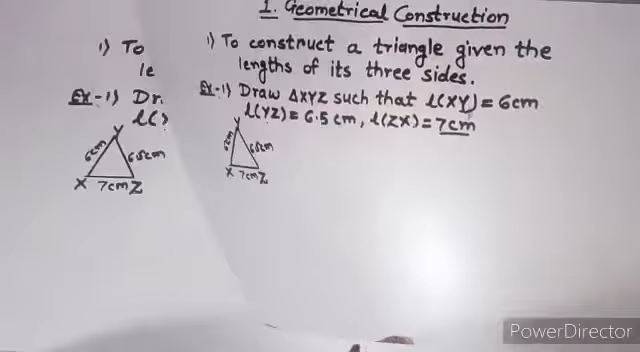 1. Geometrical Construction
1) To
le
1) To construct a triangle given the
lengths of its three sides.
Ex-1) Dr.
l(
Ex-1) Draw ΔXYZ such that l(XY) = 6cm
l(YZ) = 6.5 cm, l(ZX) = 7cm
Y
6cm
6.5cm
X 7cm Z
Y
6cm
6.5cm
X 7cm Z
PowerDirector